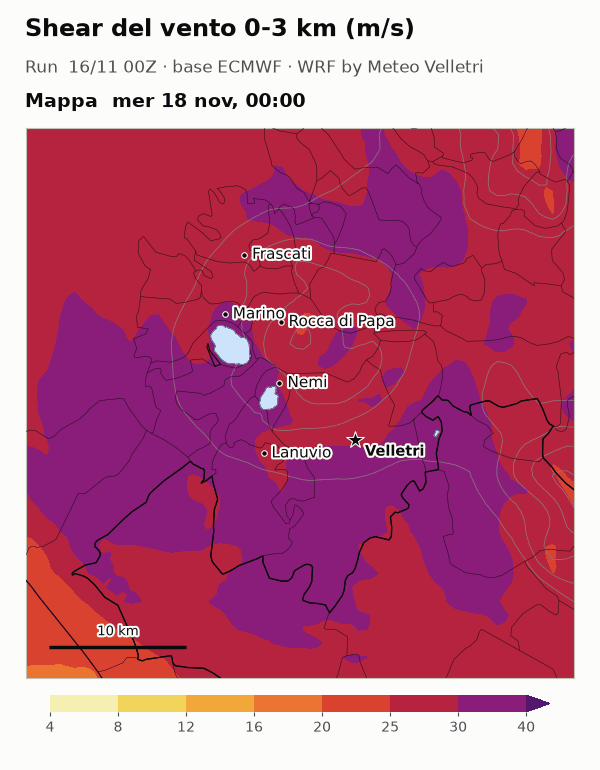 Shear del vento 0-3 km (m/s)
Run  16/11 00Z · base ECMWF · WRF by Meteo Velletri
Mappa  mer 18 nov, 00:00
Frascati
Marino
Rocca di Papa
Nemi
Velletri
Lanuvio
10 km
4 8 12 16 20 25 30 40